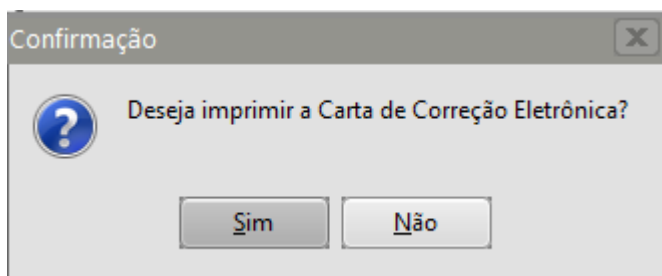 Confirmação
Deseja imprimir a Carta de Correção Eletrônica?
Sim
Não